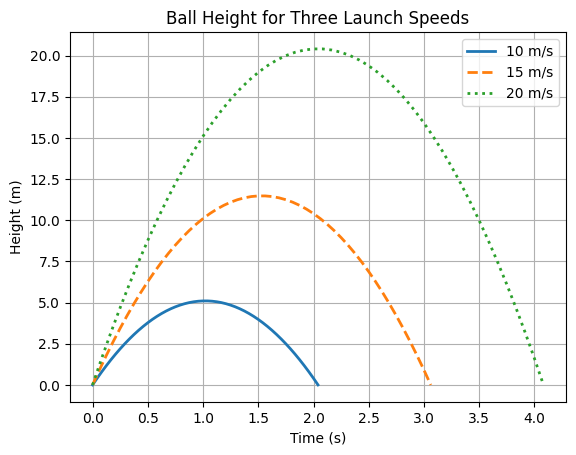 Ball Height for Three Launch Speeds
10 m/s
15 m/s
20 m/s
Height (m)
20.0
17.5
15.0
12.5
10.0
7.5
5.0
2.5
0.0
0.0 0.5 1.0 1.5 2.0 2.5 3.0 3.5 4.0
Time (s)